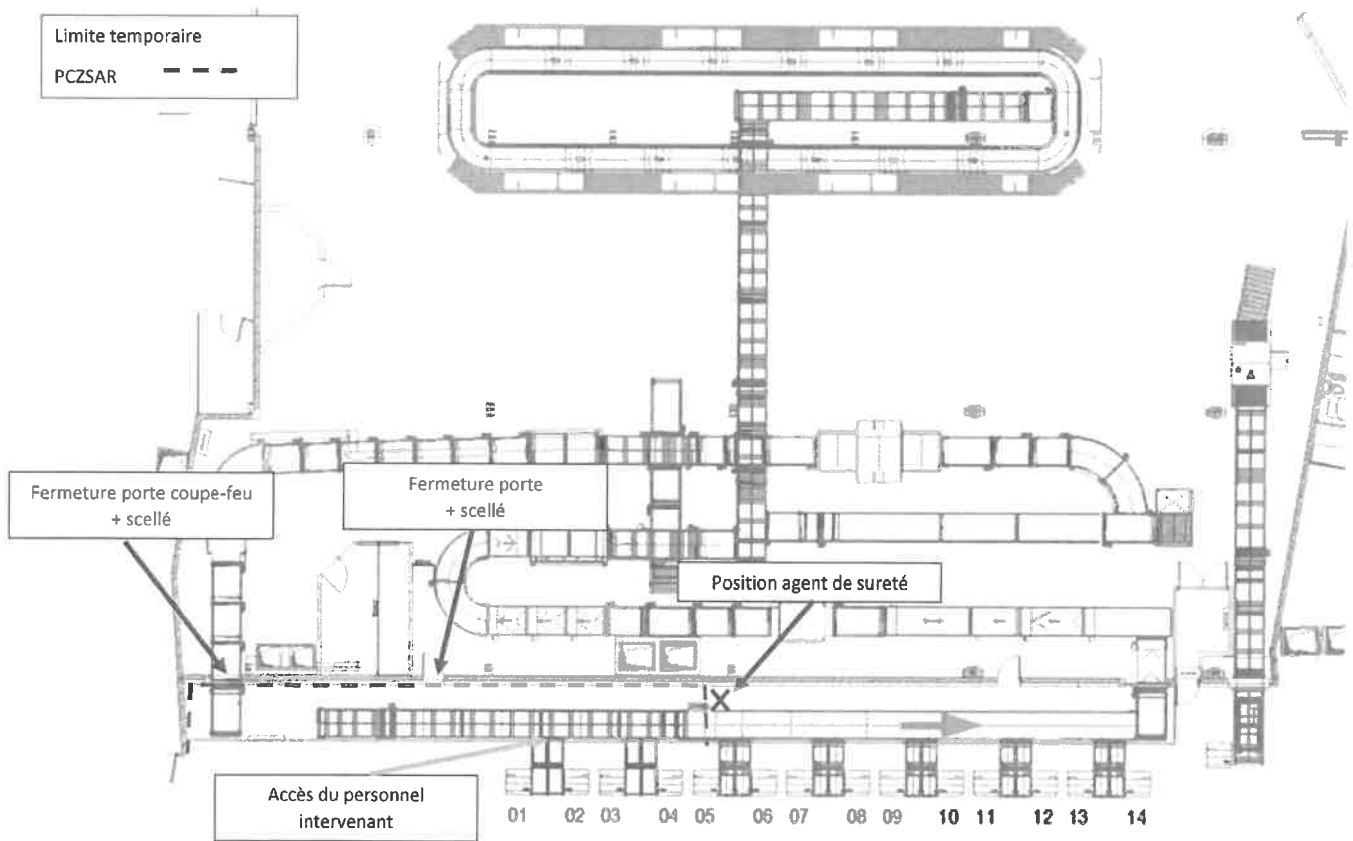 Limite temporaire
PCZSAR
Fermeture porte coupe-feu
+ scellé
Fermeture porte
+ scellé
Position agent de sureté
Accès du personnel
intervenant
01 02 03 04 05 06 07 08 09 10 11 12 13 14